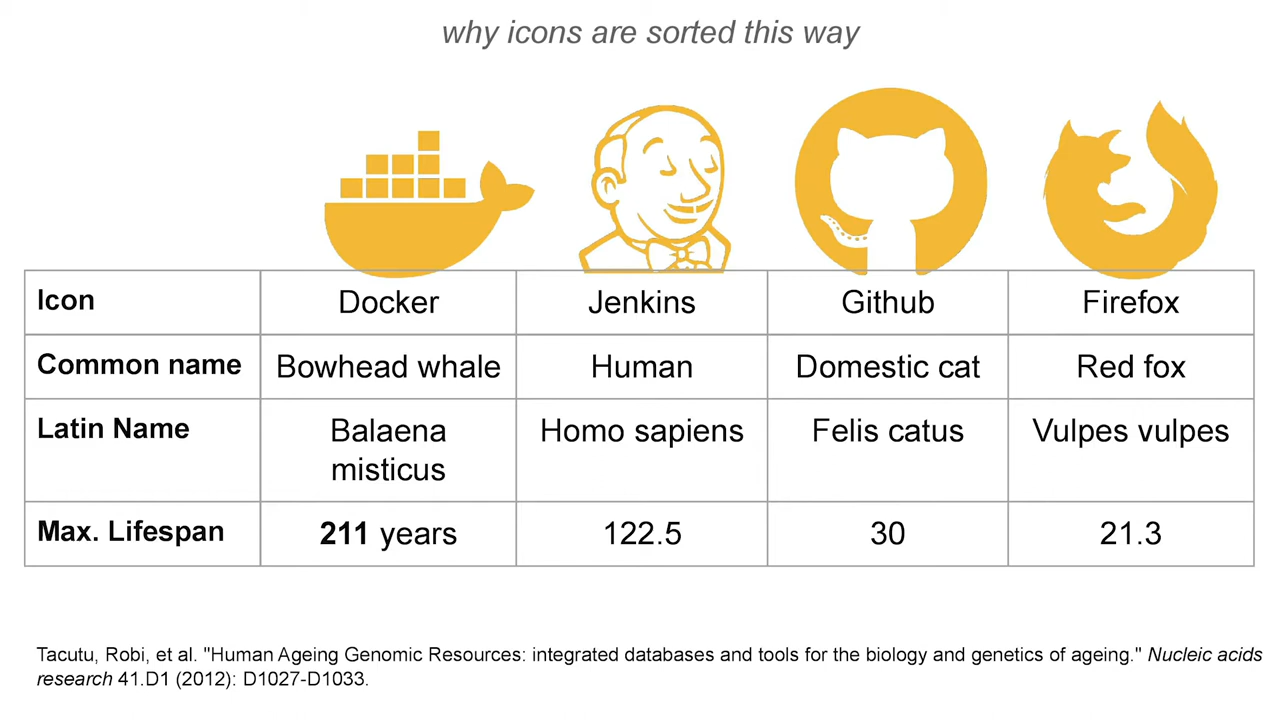 why icons are sorted this way
Icon Docker Jenkins Github Firefox
Common name Bowhead whale Human Domestic cat Red fox
Latin Name Balaena misticus Homo sapiens Felis catus Vulpes vulpes
Max. Lifespan 211 years 122.5 30 21.3
Tacutu, Robi, et al. "Human Ageing Genomic Resources: integrated databases and tools for the biology and genetics of ageing." Nucleic acids
research 41.D1 (2012): D1027-D1033.